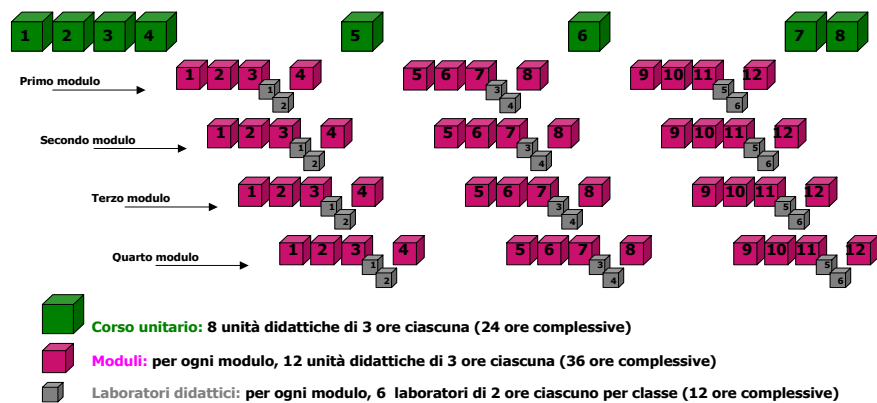 1 2 3 4 5 6 7 8
Primo modulo 1 2 3 1 2 4 5 6 7 3 4 8 9 10 11 5 6 12
Secondo modulo 1 2 3 1 2 4 5 6 7 3 4 8 9 10 11 5 6 12
Terzo modulo 1 2 3 1 2 4 5 6 7 3 4 8 9 10 11 5 6 12
Quarto modulo 1 2 3 1 2 4 5 6 7 3 4 8 9 10 11 5 6 12
Corso unitario: 8 unità didattiche di 3 ore ciascuna (24 ore complessive)
Moduli: per ogni modulo, 12 unità didattiche di 3 ore ciascuna (36 ore complessive)
Laboratori didattici: per ogni modulo, 6 laboratori di 2 ore ciascuno per classe (12 ore complessive)